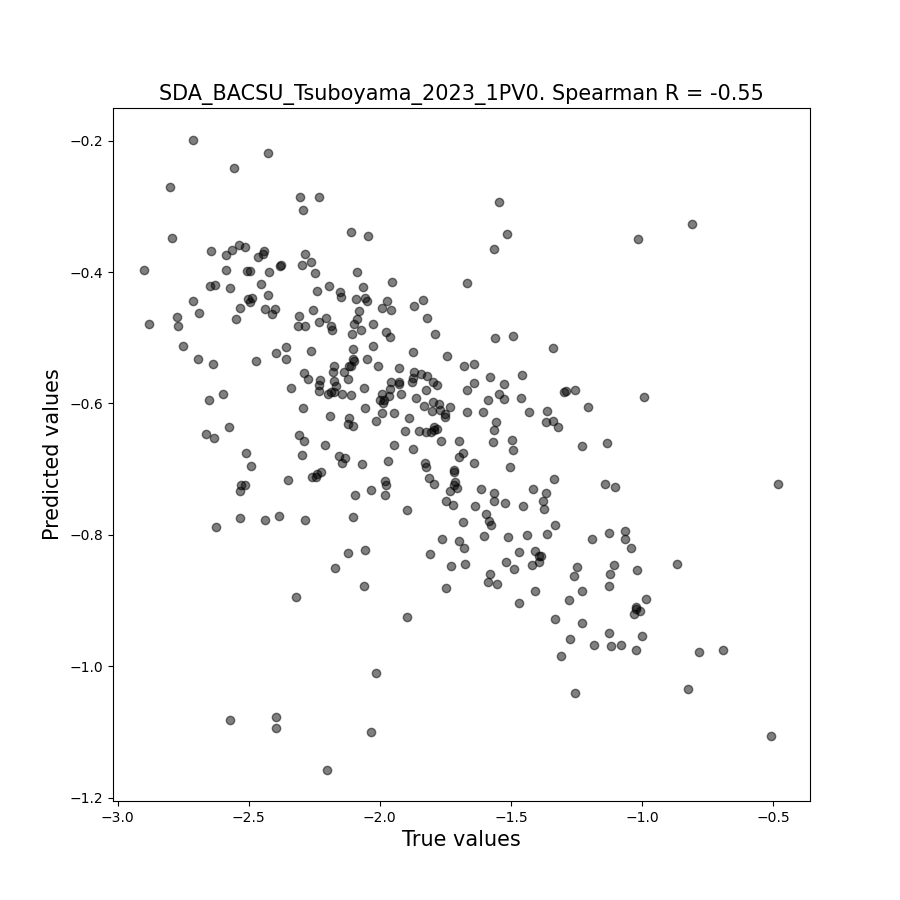 SDA_BACSU_Tsuboyama_2023_1PV0. Spearman R = -0.55
−0.2
−0.4
−0.6
−0.8
−1.0
−1.2
Predicted values
−3.0 −2.5 −2.0 −1.5 −1.0 −0.5
True values